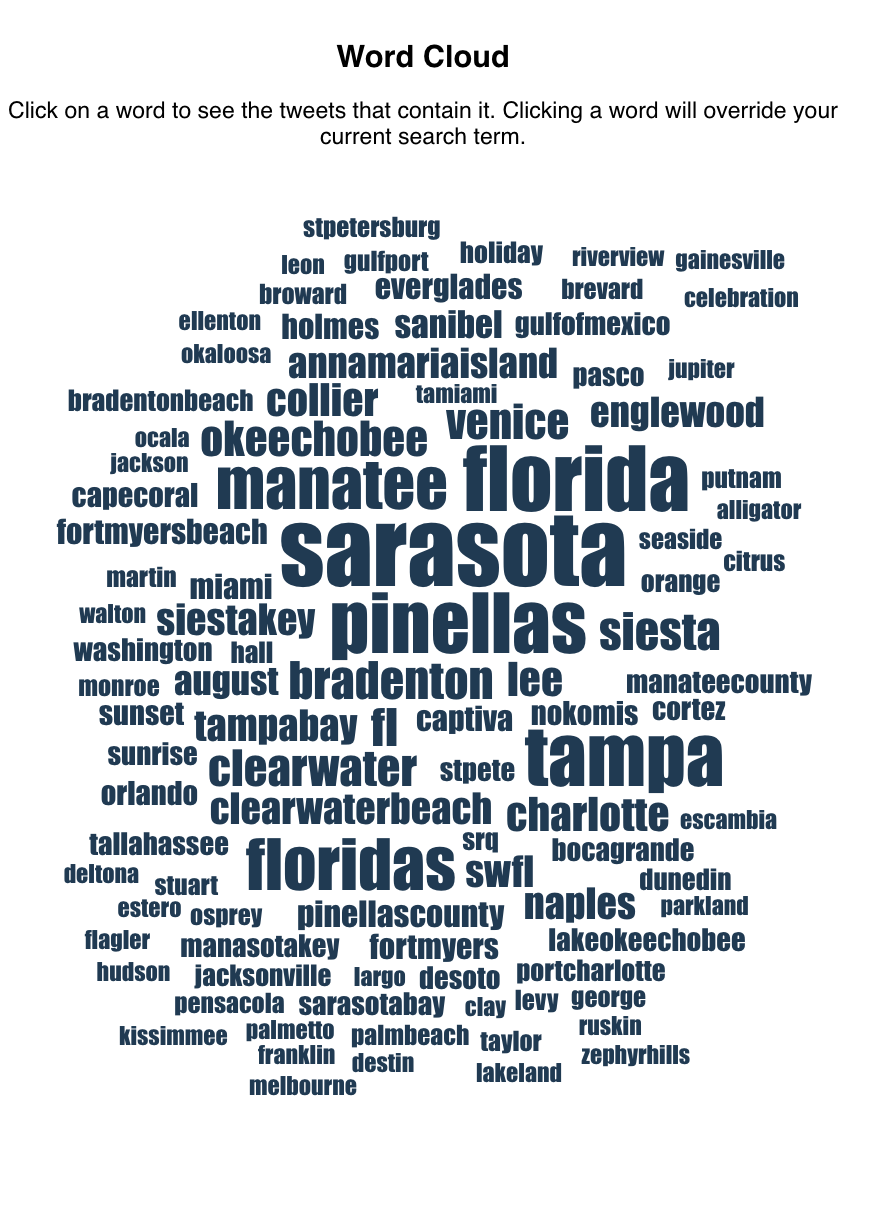 Word Cloud
Click on a word to see the tweets that contain it. Clicking a word will override your
current search term.
stpetersburg
leon gulfport holiday riverview gainesville
broward everglades brevard celebration
ellenton holmes sanibel gulfofmexico
okaloosa annamariaisland pasco jupiter
bradentonbeach collier tamiami
venice englewood
ocala okeechobee
jackson
capecoral manatee florida putnam
alligator
fortmyersbeach sarasota seaside
citrus
martin miami orange
walton siestakey pinellas siesta
washington hall
monroe august bradenton lee manateecounty
sunset tampabay fl captiva nokomis cortez
sunrise clearwater stpete tampa
orlando clearwaterbeach charlotte escambia
tallahassee srq bocagrande
deltona stuart floridas swfl dunedin
estero osprey pinellascounty naples parkland
flagler manasotakey fortmyers lakeokeechobee
hudson jacksonville largo desoto portcharlotte
pensacola sarasotabay clay levy george
kissimmee palmetto palmbeach taylor ruskin
franklin destin zephyrhills
melbourne lakeland